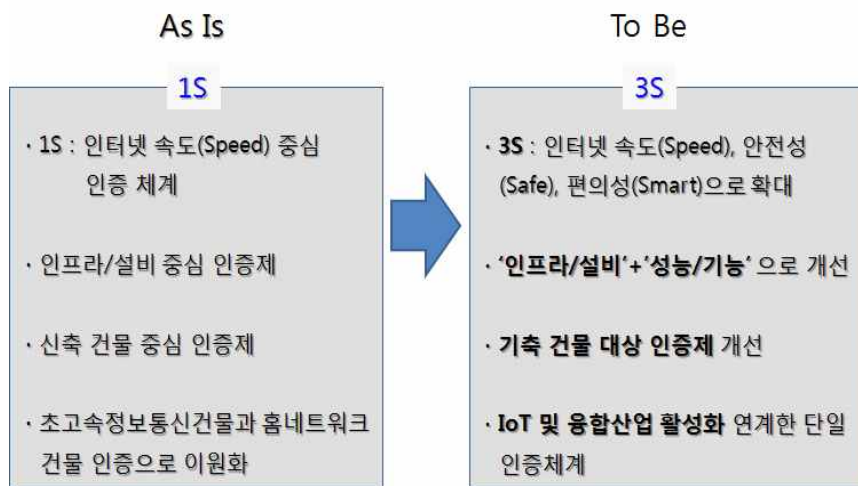 As Is
1S
· 1S : 인터넷 속도(Speed) 중심
인증 체계
· 인프라/설비 중심 인증제
· 신축 건물 중심 인증제
· 초고속정보통신건물과 홈네트워크
건물 인증으로 이원화
To Be
3S
· 3S : 인터넷 속도(Speed), 안전성
(Safe), 편의성(Smart)으로 확대
· ‘인프라/설비‘+‘성능/기능‘ 으로 개선
· 기축 건물 대상 인증제 개선
· IoT 및 융합산업 활성화 연계한 단일
인증체계